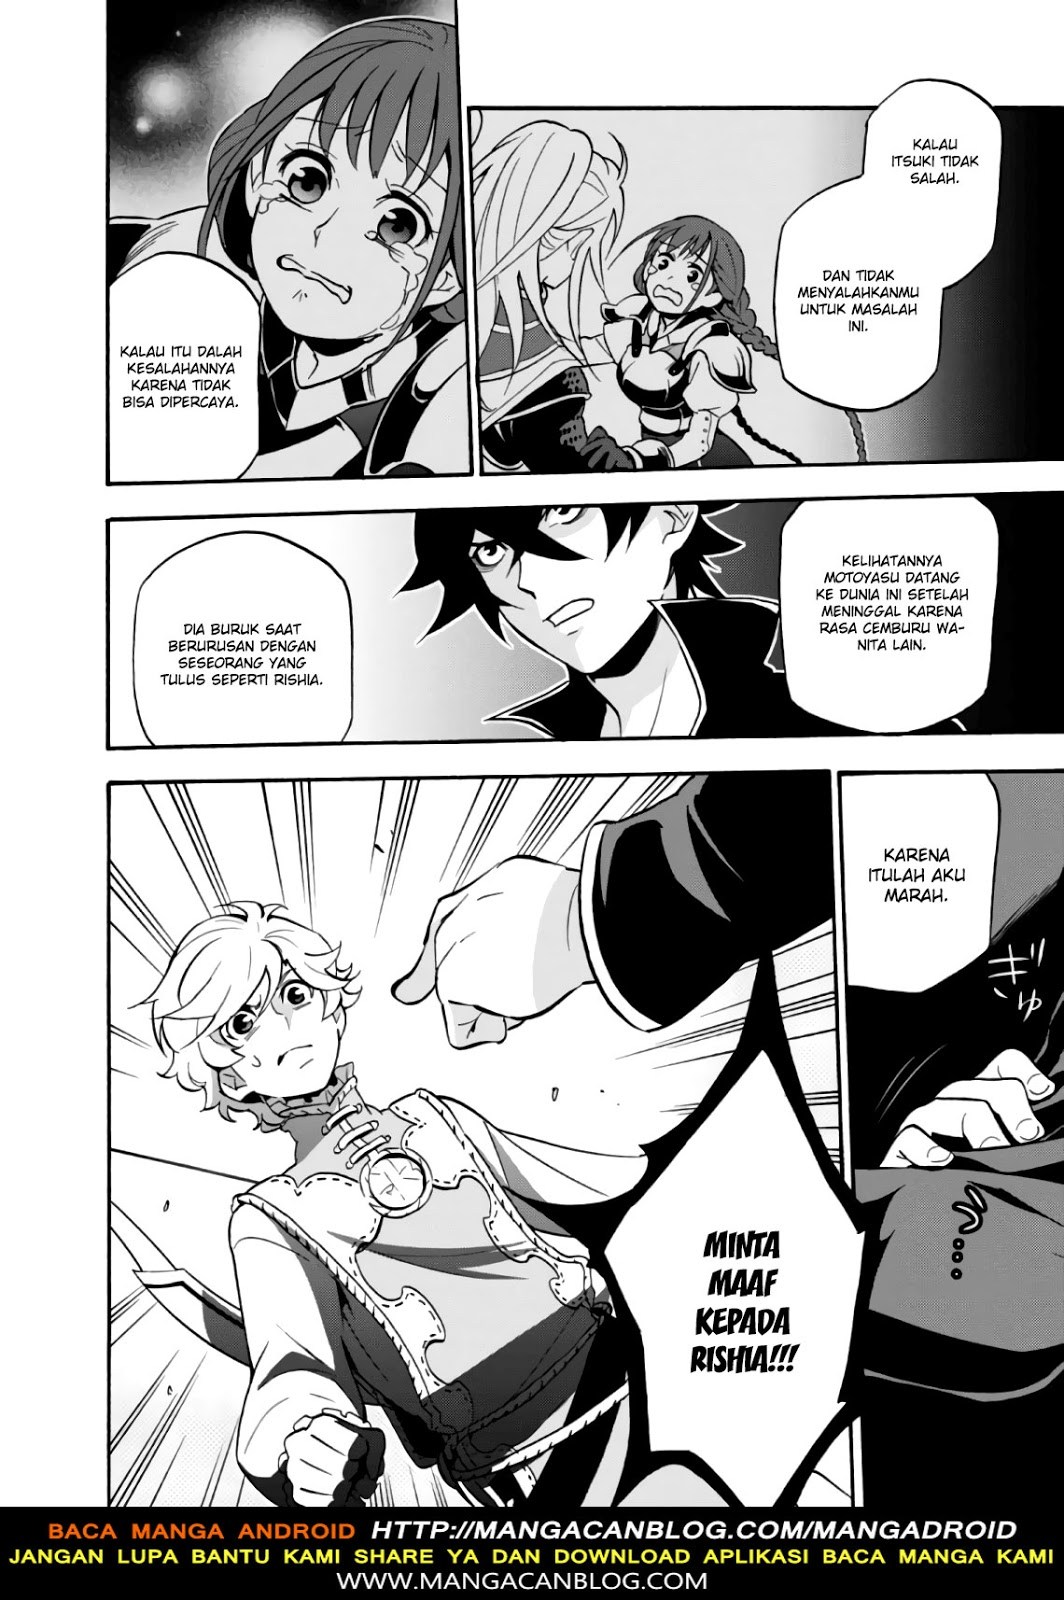 KALAU
ITSUKI TIDAK
SALAH.
DAN TIDAK
MENYALAHKANMU
UNTUK MASALAH
INI.
KALAU ITU DALAH
KESALAHANNYA
KARENA TIDAK
BISA DIPERCAYA.
KELIHATANNYA
MOTOYASU DATANG
KE DUNIA INI SETELAH
MENINGGAL KARENA
RASA CEMBURU WA-
NITA LAIN.
DIA BURUK SAAT
BERURUSAN DENGAN
SESEORANG YANG
TULUS SEPERTI RISHIA.
KARENA
ITULAH AKU
MARAH.
ぎゅ
う...
MINTA
MAAF
KEPADA
RISHIA!!!
BACA MANGA ANDROID HTTP://MANGACANBLOG.COM/MANGADROID
JANGAN LUPA BANTU KAMI SHARE YA DAN DOWNLOAD APLIKASI BACA MANGA KAMI
WWW.MANGACANBLOG.COM